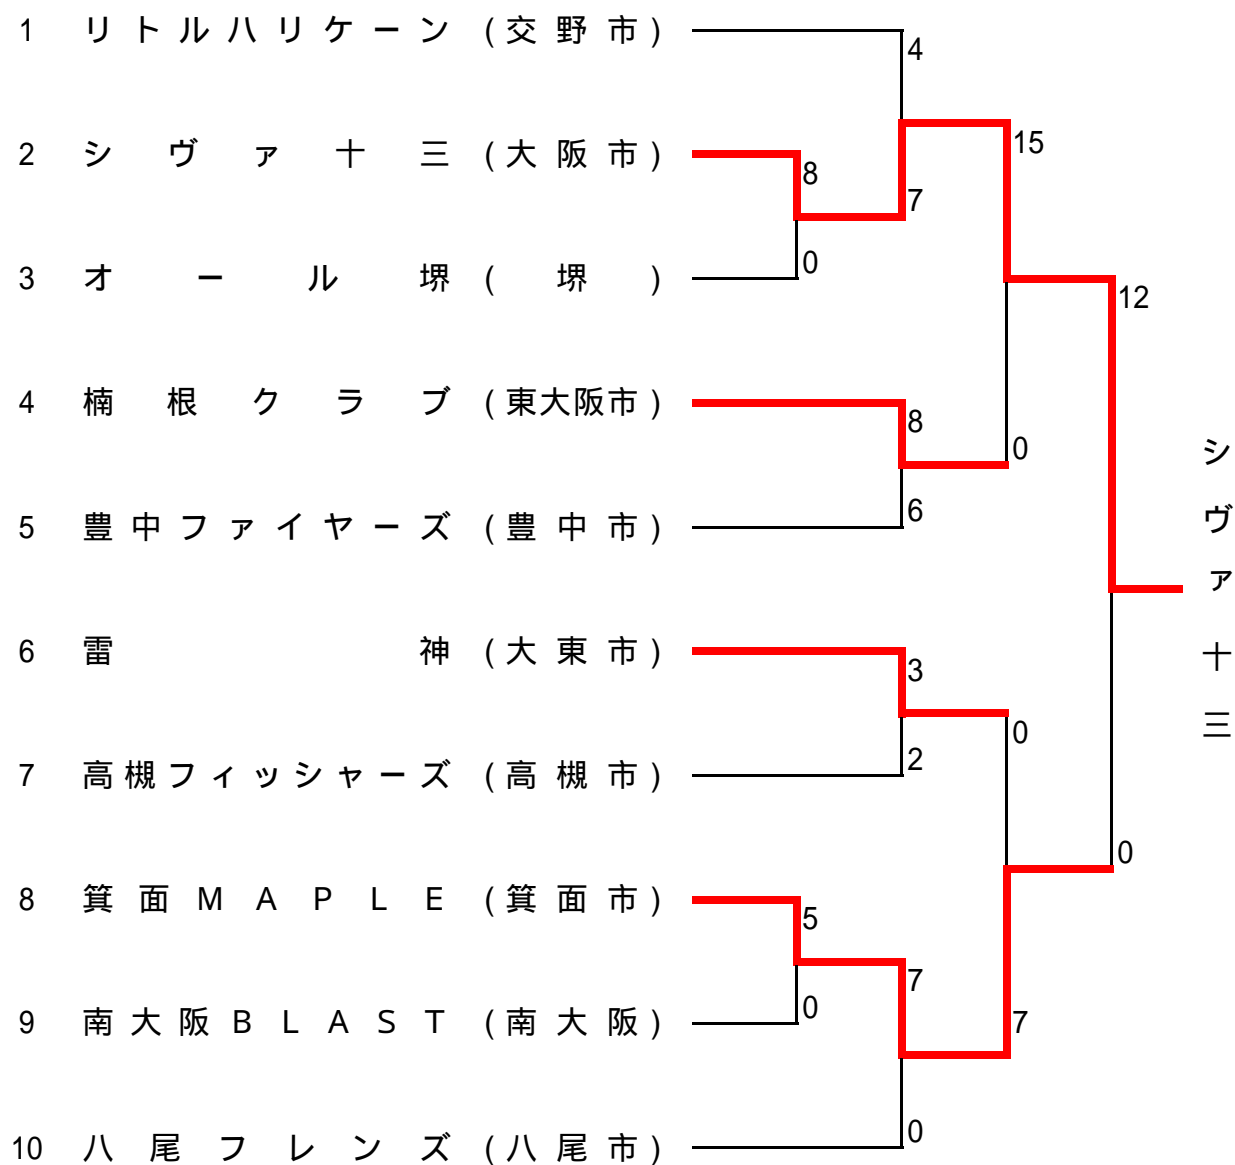 1 リトルハリケーン (交野市)
4
15
2 シヴァ十三 (大阪市)
8
7
3 オール堺 (堺)
0
12
4 楠根クラブ (東大阪市)
8
0
5 豊中ファイヤーズ (豊中市)
6
シヴァ十三
6 雷神 (大東市)
3
0
7 高槻フィッシャーズ (高槻市)
2
0
8 箕面MAPLE (箕面市)
5
7
9 南大阪BLAST (南大阪)
0
7
10 八尾フレンズ (八尾市)
0